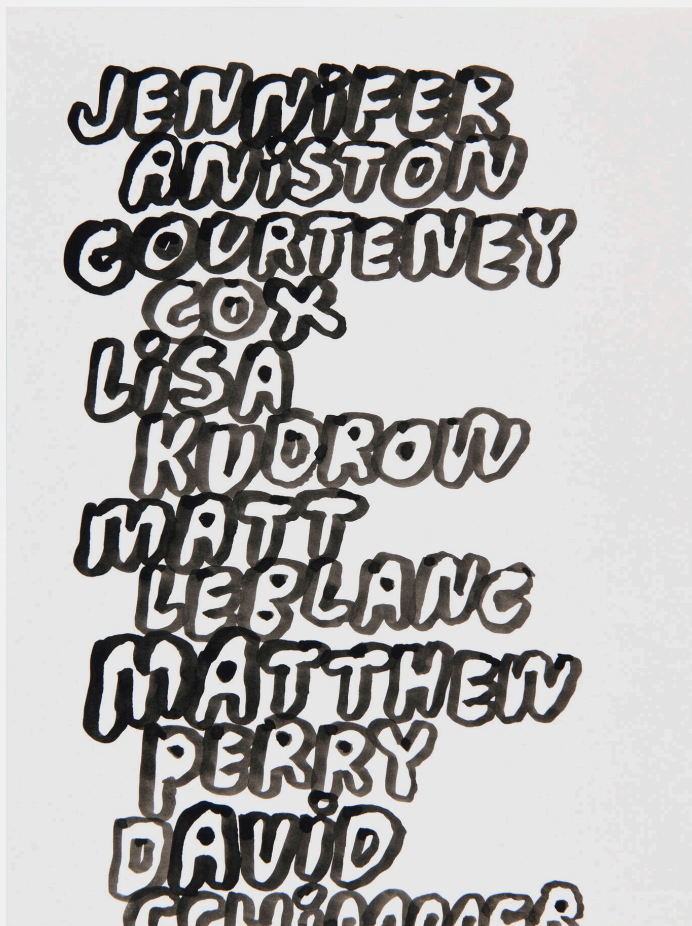 JENNiFER
ANiSTON
COURTENEY
COX
LiSA
KUDROW
MATT
LEBLANC
MATTHEW
PERRY
DAViD